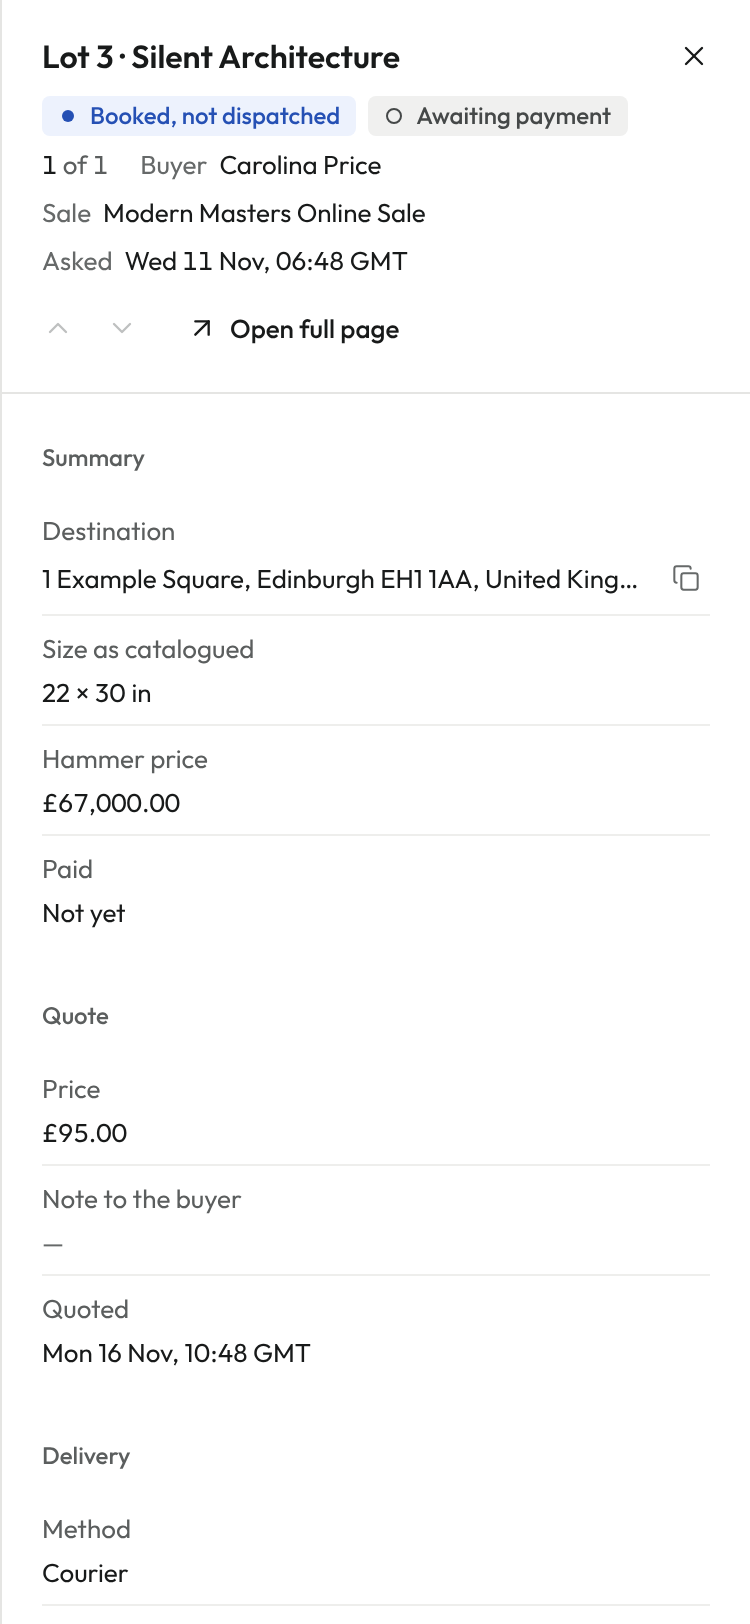 Lot 3 · Silent Architecture
Booked, not dispatched
Awaiting payment
1 of 1 Buyer Carolina Price
Sale Modern Masters Online Sale
Asked Wed 11 Nov, 06:48 GMT
Open full page
Summary
Destination
1 Example Square, Edinburgh EH1 1AA, United King...
Size as catalogued
22 × 30 in
Hammer price
£67,000.00
Paid
Not yet
Quote
Price
£95.00
Note to the buyer
—
Quoted
Mon 16 Nov, 10:48 GMT
Delivery
Method
Courier